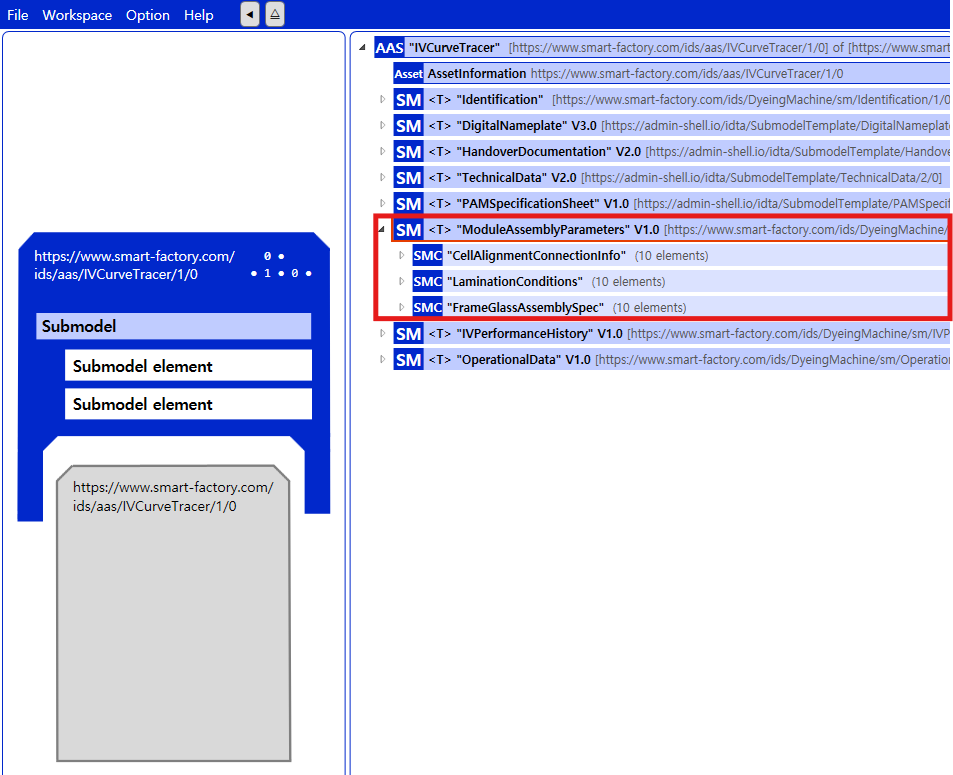 File Workspace Option Help
https://www.smart-factory.com/
ids/aas/IVCurveTracer/1/0
0
1 0
Submodel
Submodel element
Submodel element
https://www.smart-factory.com/
ids/aas/IVCurveTracer/1/0
AAS "IVCurveTracer" [https://www.smart-factory.com/ids/aas/IVCurveTracer/1/0] of [https://www.smart
Asset AssetInformation https://www.smart-factory.com/ids/aas/IVCurveTracer/1/0
SM <T> "Identification" [https://www.smart-factory.com/ids/DyeingMachine/sm/Identification/1/0
SM <T> "DigitalNameplate" V3.0 [https://admin-shell.io/idta/SubmodelTemplate/DigitalNameplat
SM <T> "HandoverDocumentation" V2.0 [https://admin-shell.io/idta/SubmodelTemplate/Handove
SM <T> "TechnicalData" V2.0 [https://admin-shell.io/idta/SubmodelTemplate/TechnicalData/2/0]
SM <T> "PAMSpecificationSheet" V1.0 [https://admin-shell.io/idta/SubmodelTemplate/PAMSpecif
SM <T> "ModuleAssemblyParameters" V1.0 [https://www.smart-factory.com/ids/DyeingMachine/
SMC "CellAlignmentConnectionInfo" (10 elements)
SMC "LaminationConditions" (10 elements)
SMC "FrameGlassAssemblySpec" (10 elements)
SM <T> "IVPerformanceHistory" V1.0 [https://www.smart-factory.com/ids/DyeingMachine/sm/IVP
SM <T> "OperationalData" V1.0 [https://www.smart-factory.com/ids/DyeingMachine/sm/Operation